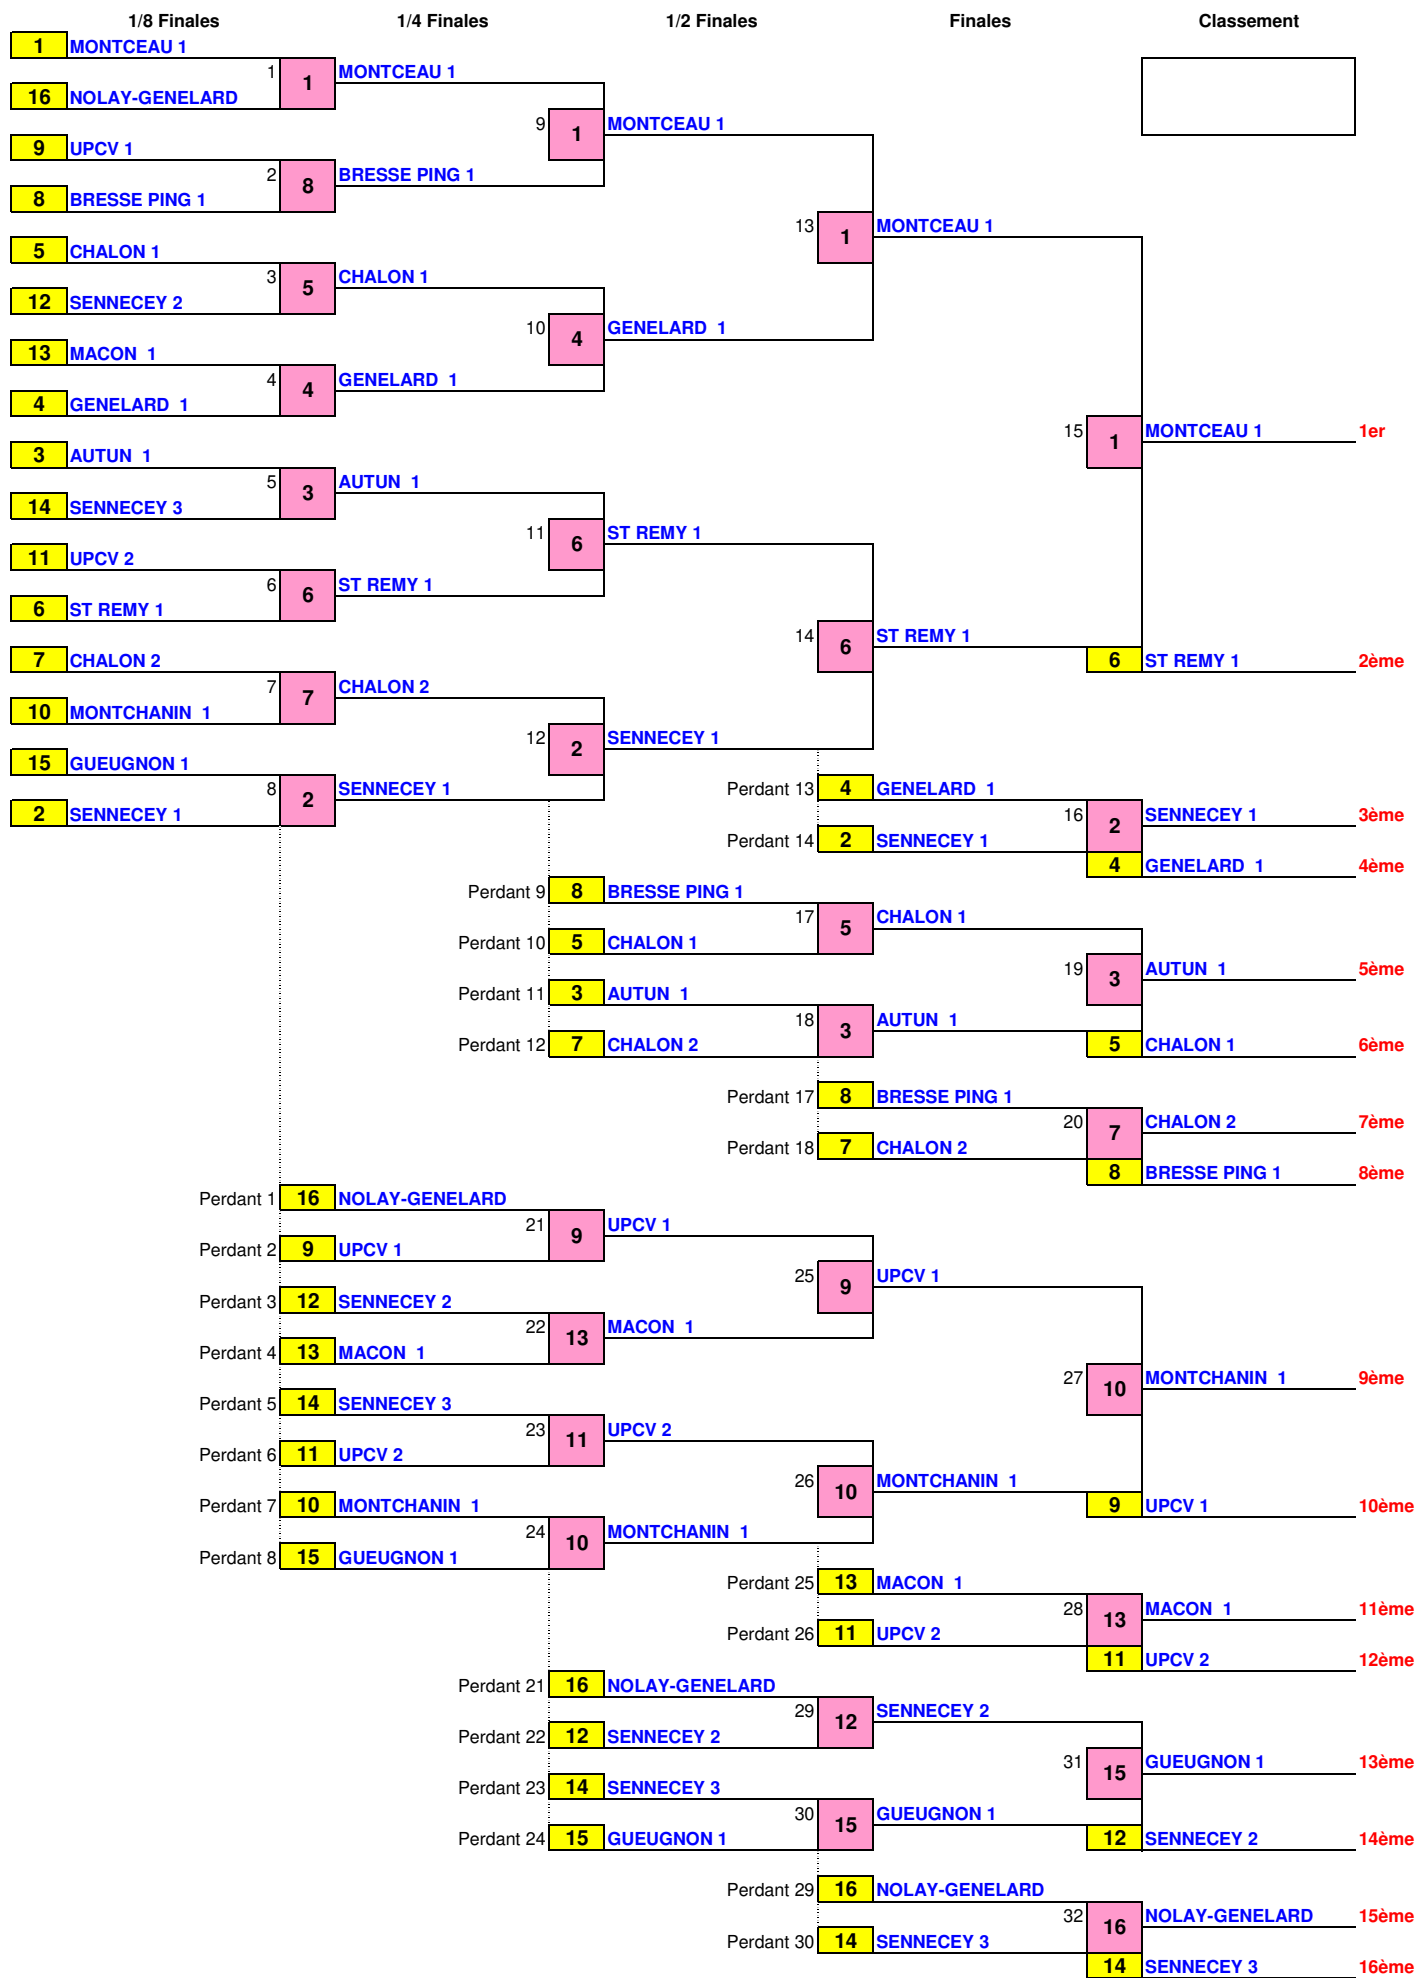 1/8 Finales 1/4 Finales 1/2 Finales Finales Classement
1 MONTCEAU 1
1 1 MONTCEAU 1
16 NOLAY-GENELARD
9 1 MONTCEAU 1
9 UPCV 1
2 8 BRESSE PING 1
8 BRESSE PING 1
13 1 MONTCEAU 1
5 CHALON 1
3 5 CHALON 1
12 SENNECEY 2
10 4 GENELARD 1
13 MACON 1
4 4 GENELARD 1
4 GENELARD 1
15 1 MONTCEAU 1 1er
3 AUTUN 1
5 3 AUTUN 1
14 SENNECEY 3
11 6 ST REMY 1
11 UPCV 2
6 6 ST REMY 1
6 ST REMY 1
14 6 ST REMY 1
6 ST REMY 1 2ème
7 CHALON 2
7 7 CHALON 2
10 MONTCHANIN 1
12 2 SENNECEY 1
15 GUEUGNON 1
8 2 SENNECEY 1
2 SENNECEY 1
Perdant 13 4 GENELARD 1
16 2 SENNECEY 1 3ème
Perdant 14 2 SENNECEY 1
4 GENELARD 1 4ème
Perdant 9 8 BRESSE PING 1
17 5 CHALON 1
Perdant 10 5 CHALON 1
19 3 AUTUN 1 5ème
Perdant 11 3 AUTUN 1
18 3 AUTUN 1
Perdant 12 7 CHALON 2
5 CHALON 1 6ème
Perdant 17 8 BRESSE PING 1
20 7 CHALON 2 7ème
Perdant 18 7 CHALON 2
8 BRESSE PING 1 8ème
Perdant 1 16 NOLAY-GENELARD
21 9 UPCV 1
Perdant 2 9 UPCV 1
25 9 UPCV 1
Perdant 3 12 SENNECEY 2
22 13 MACON 1
Perdant 4 13 MACON 1
27 10 MONTCHANIN 1 9ème
Perdant 5 14 SENNECEY 3
23 11 UPCV 2
Perdant 6 11 UPCV 2
26 10 MONTCHANIN 1
Perdant 7 10 MONTCHANIN 1
9 UPCV 1 10ème
24 10 MONTCHANIN 1
Perdant 8 15 GUEUGNON 1
Perdant 25 13 MACON 1
28 13 MACON 1 11ème
Perdant 26 11 UPCV 2
11 UPCV 2 12ème
Perdant 21 16 NOLAY-GENELARD
29 12 SENNECEY 2
Perdant 22 12 SENNECEY 2
31 15 GUEUGNON 1 13ème
Perdant 23 14 SENNECEY 3
30 15 GUEUGNON 1
Perdant 24 15 GUEUGNON 1
12 SENNECEY 2 14ème
Perdant 29 16 NOLAY-GENELARD
32 16 NOLAY-GENELARD 15ème
Perdant 30 14 SENNECEY 3
14 SENNECEY 3 16ème